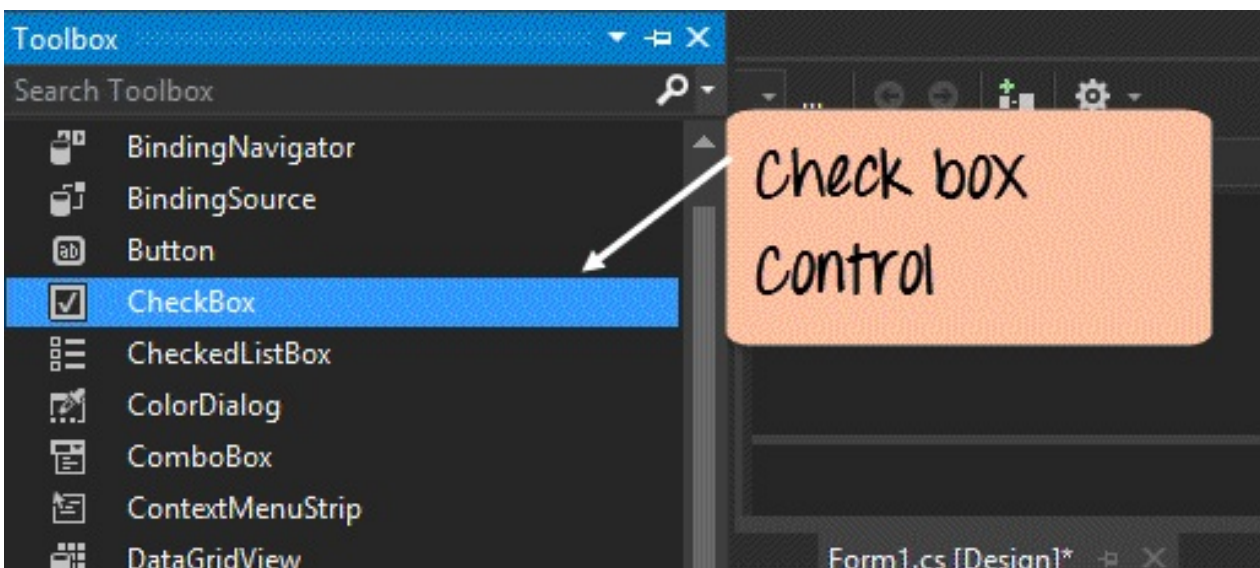 Toolbox
Search Toolbox
BindingNavigator
BindingSource
Button
CheckBox
CheckedListBox
ColorDialog
ComboBox
ContextMenuStrip
DataGridView
Check box
Control
Form1.cs [Design]*